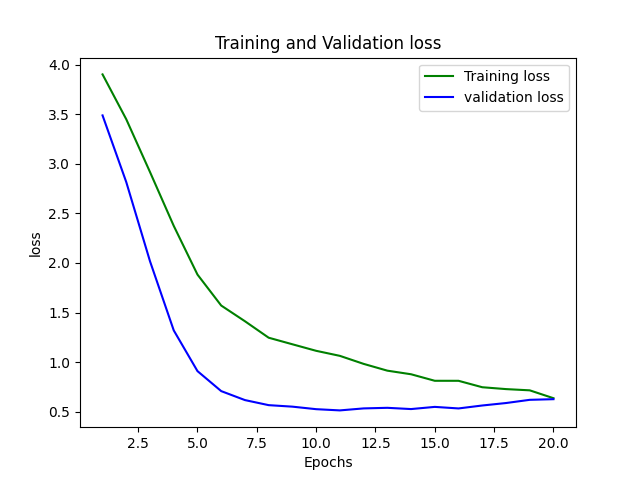 Training and Validation loss
Training loss
validation loss
4.0
3.5
3.0
2.5
2.0
1.5
1.0
0.5
loss
2.5 5.0 7.5 10.0 12.5 15.0 17.5 20.0
Epochs